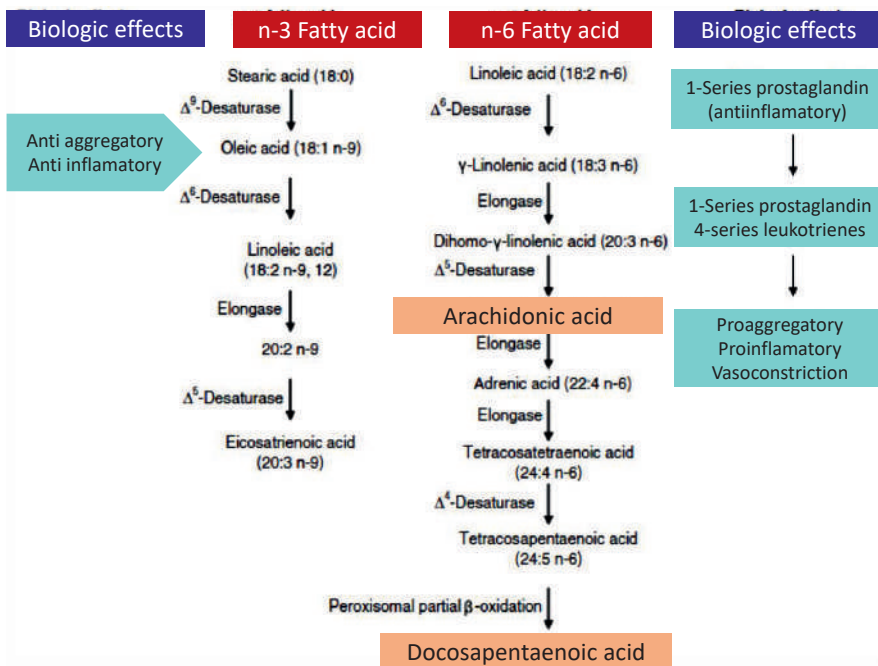 Biologic effects
n-3 Fatty acid
n-6 Fatty acid
Biologic effects
Stearic acid (18:0)
Δ9-Desaturase
Anti aggregatory
Anti inflamatory
Oleic acid (18:1 n-9)
Δ6-Desaturase
Linoleic acid
(18:2 n-9, 12)
Elongase
20:2 n-9
Δ5-Desaturase
Eicosatrienoic acid
(20:3 n-9)
Linoleic acid (18:2 n-6)
Δ6-Desaturase
γ-Linolenic acid (18:3 n-6)
Elongase
Dihomo-γ-linolenic acid (20:3 n-6)
Δ5-Desaturase
Arachidonic acid
Elongase
Adrenic acid (22:4 n-6)
Elongase
Tetracosatetraenoic acid
(24:4 n-6)
Δ4-Desaturase
Tetracosapentaenoic acid
(24:5 n-6)
Peroxisomal partial β-oxidation
Docosapentaenoic acid
1-Series prostaglandin
(antiinflamatory)
1-Series prostaglandin
4-series leukotrienes
Proaggregatory
Proinflamatory
Vasoconstriction